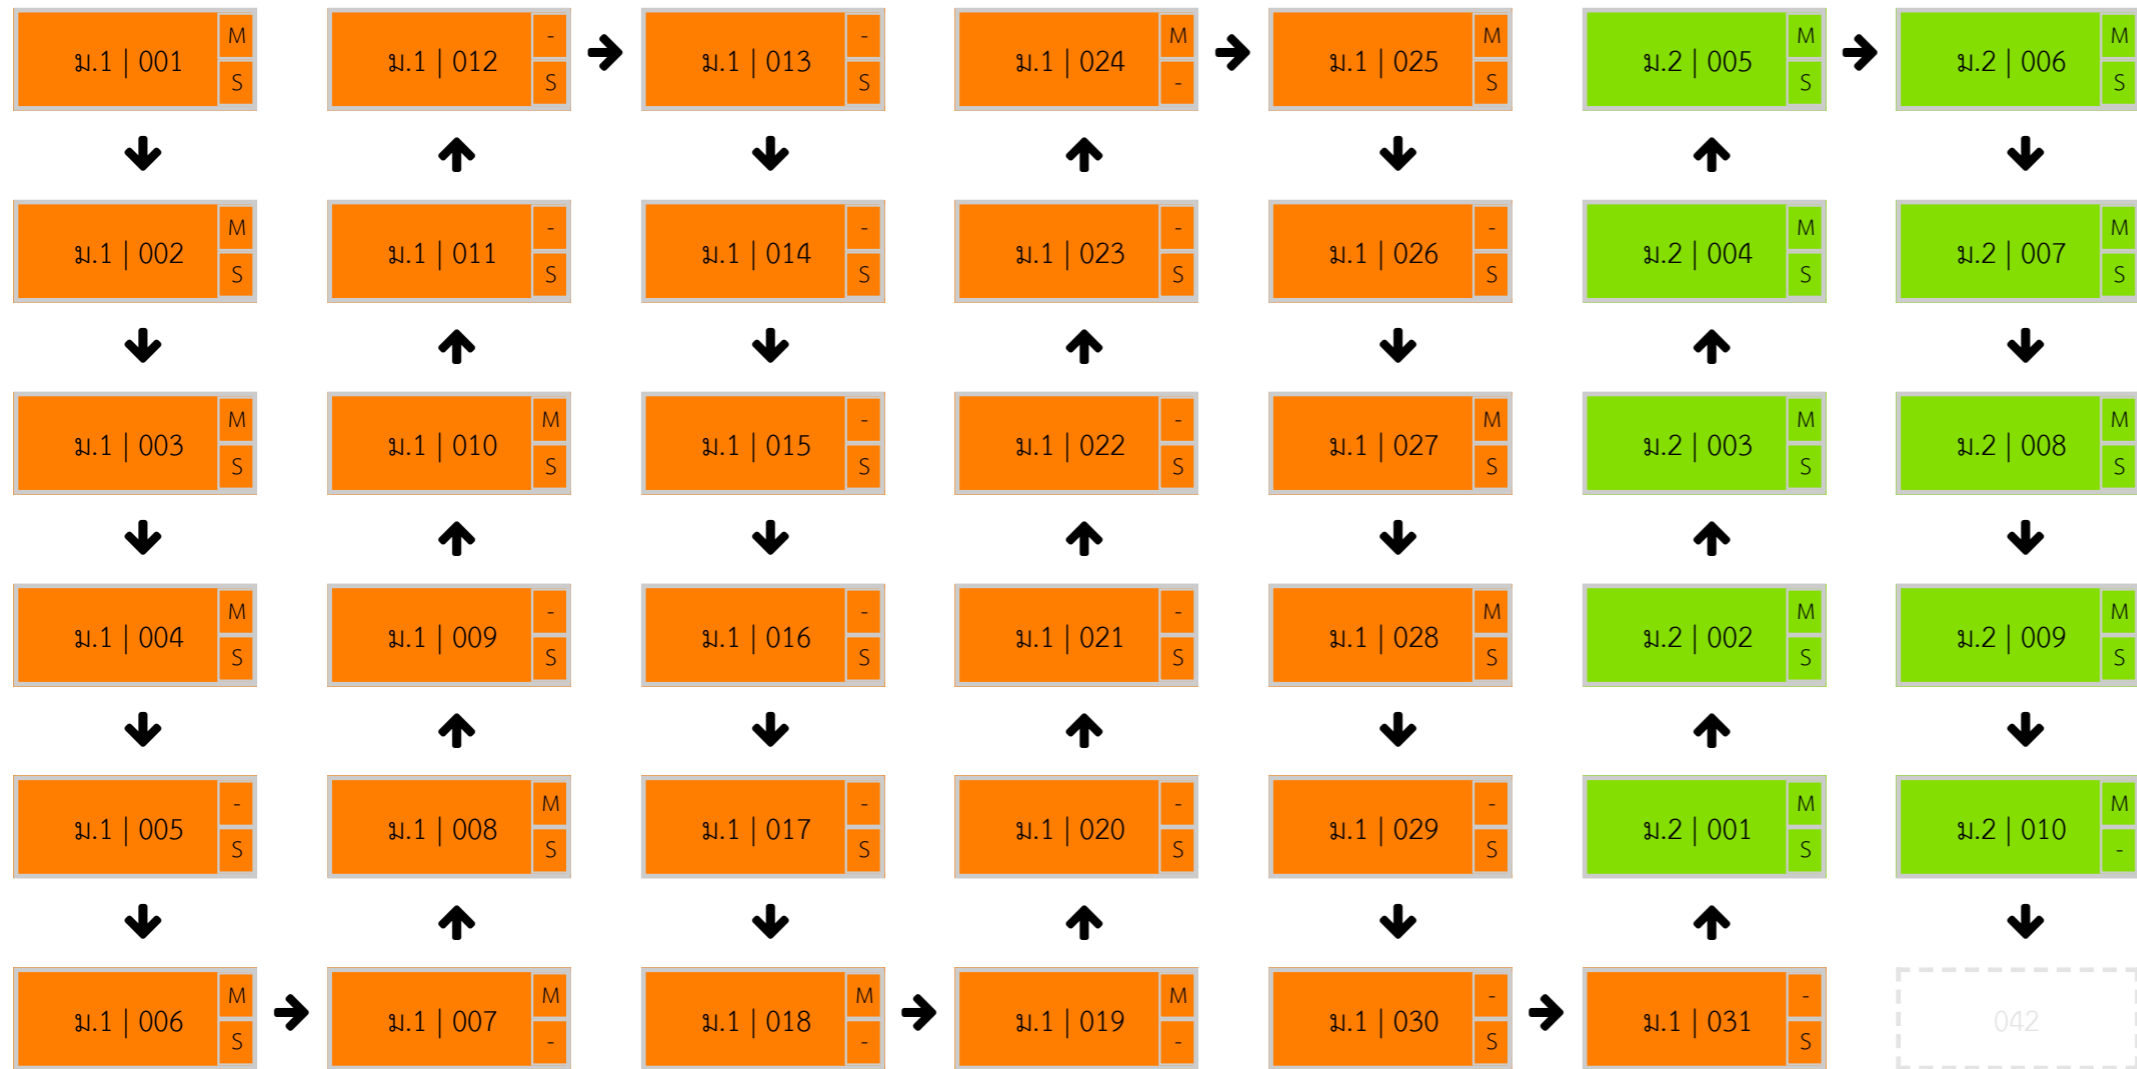 ม.1 | 001 M S
ม.1 | 012 - S
ม.1 | 013 - S
ม.1 | 024 M -
ม.1 | 025 M S
ม.2 | 005 M S
ม.2 | 006 M S
ม.1 | 002 M S
ม.1 | 011 - S
ม.1 | 014 - S
ม.1 | 023 - S
ม.1 | 026 - S
ม.2 | 004 M S
ม.2 | 007 M S
ม.1 | 003 M S
ม.1 | 010 M S
ม.1 | 015 - S
ม.1 | 022 - S
ม.1 | 027 M S
ม.2 | 003 M S
ม.2 | 008 M S
ม.1 | 004 M S
ม.1 | 009 - S
ม.1 | 016 - S
ม.1 | 021 - S
ม.1 | 028 M S
ม.2 | 002 M S
ม.2 | 009 M S
ม.1 | 005 - S
ม.1 | 008 M S
ม.1 | 017 - S
ม.1 | 020 - S
ม.1 | 029 - S
ม.2 | 001 M S
ม.2 | 010 M -
ม.1 | 006 M S
ม.1 | 007 M -
ม.1 | 018 M -
ม.1 | 019 M -
ม.1 | 030 - S
ม.1 | 031 - S
042